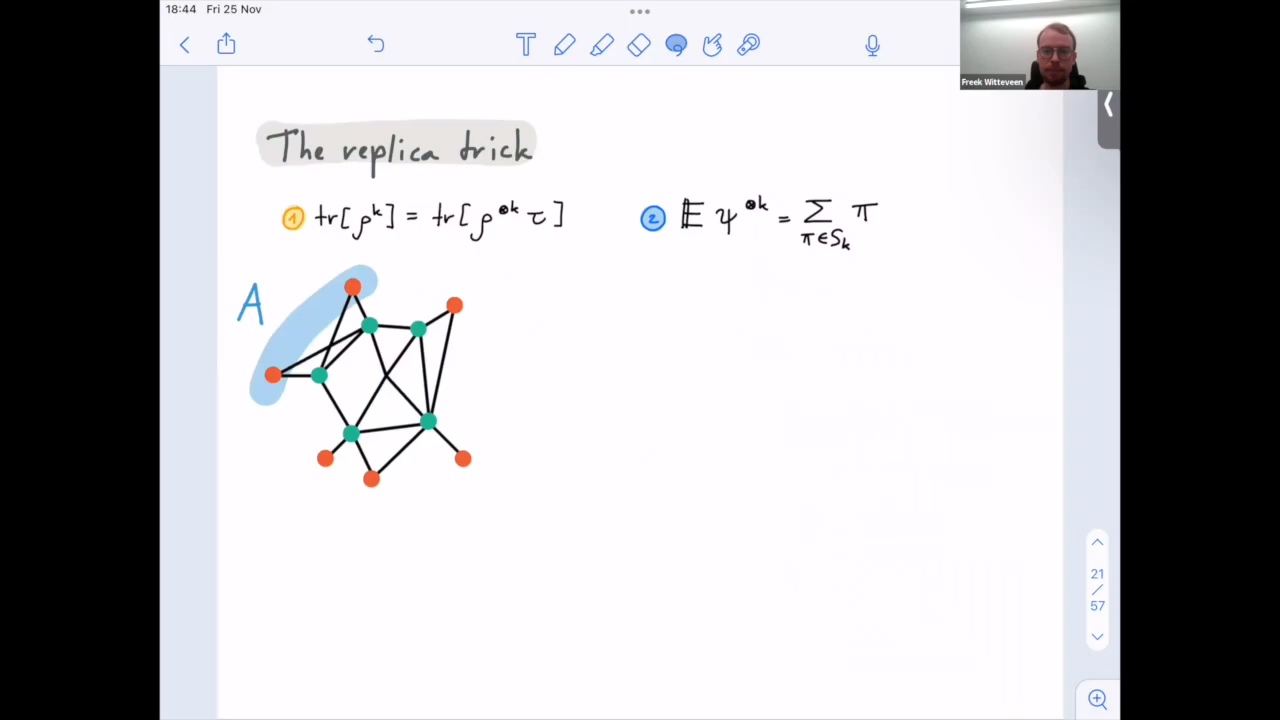 18:44 Fri 25 Nov
Freek Witteveen
The replica trick
1 tr[ρ^k] = tr[ρ^⊗k τ]
2 𝔼 ψ^⊗k = Σ_{π∈S_k} π
A
21
/
57